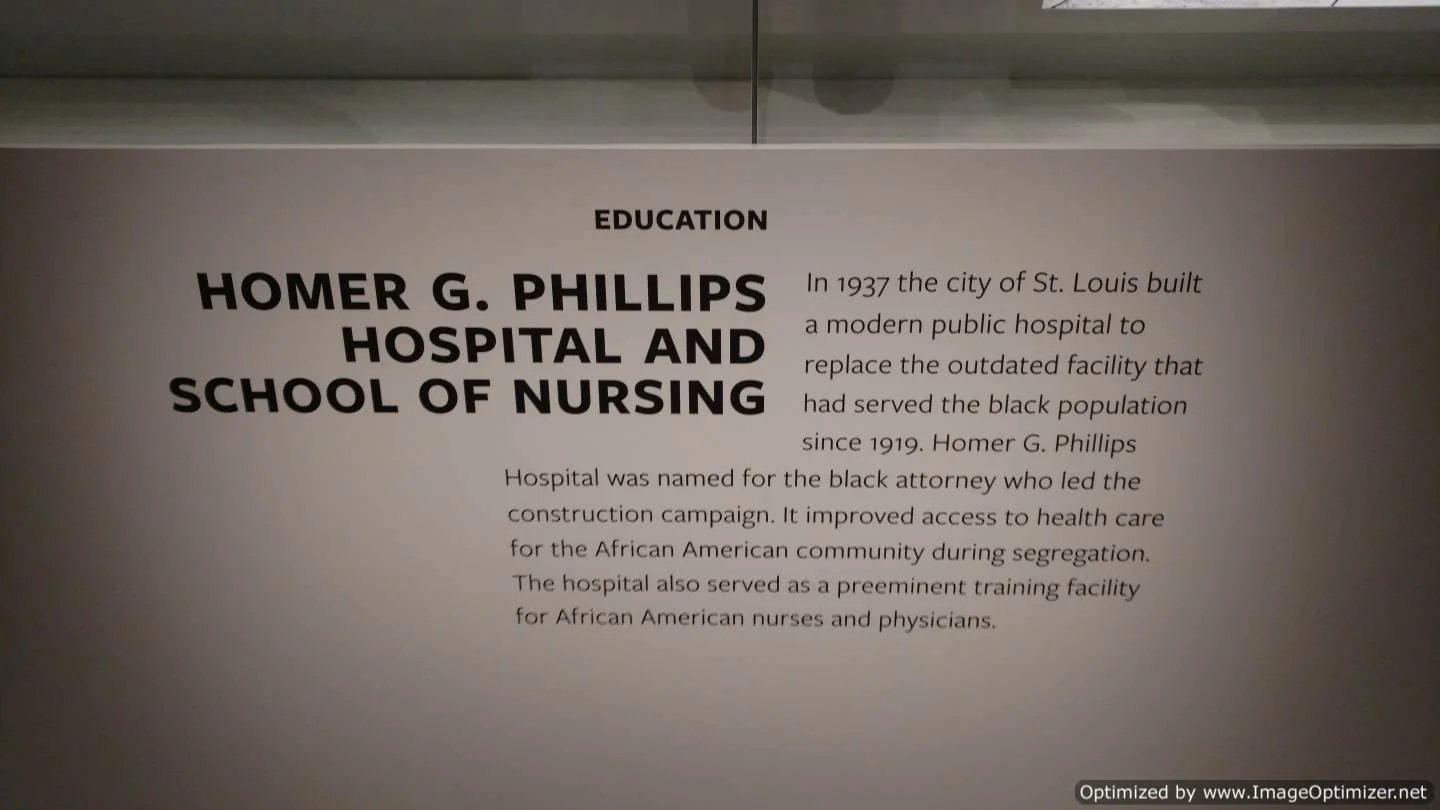 EDUCATION
HOMER G. PHILLIPS
HOSPITAL AND
SCHOOL OF NURSING
In 1937 the city of St. Louis built
a modern public hospital to
replace the outdated facility that
had served the black population
since 1919. Homer G. Phillips
Hospital was named for the black attorney who led the
construction campaign. It improved access to health care
for the African American community during segregation.
The hospital also served as a preeminent training facility
for African American nurses and physicians.
Optimized by www.ImageOptimizer.net